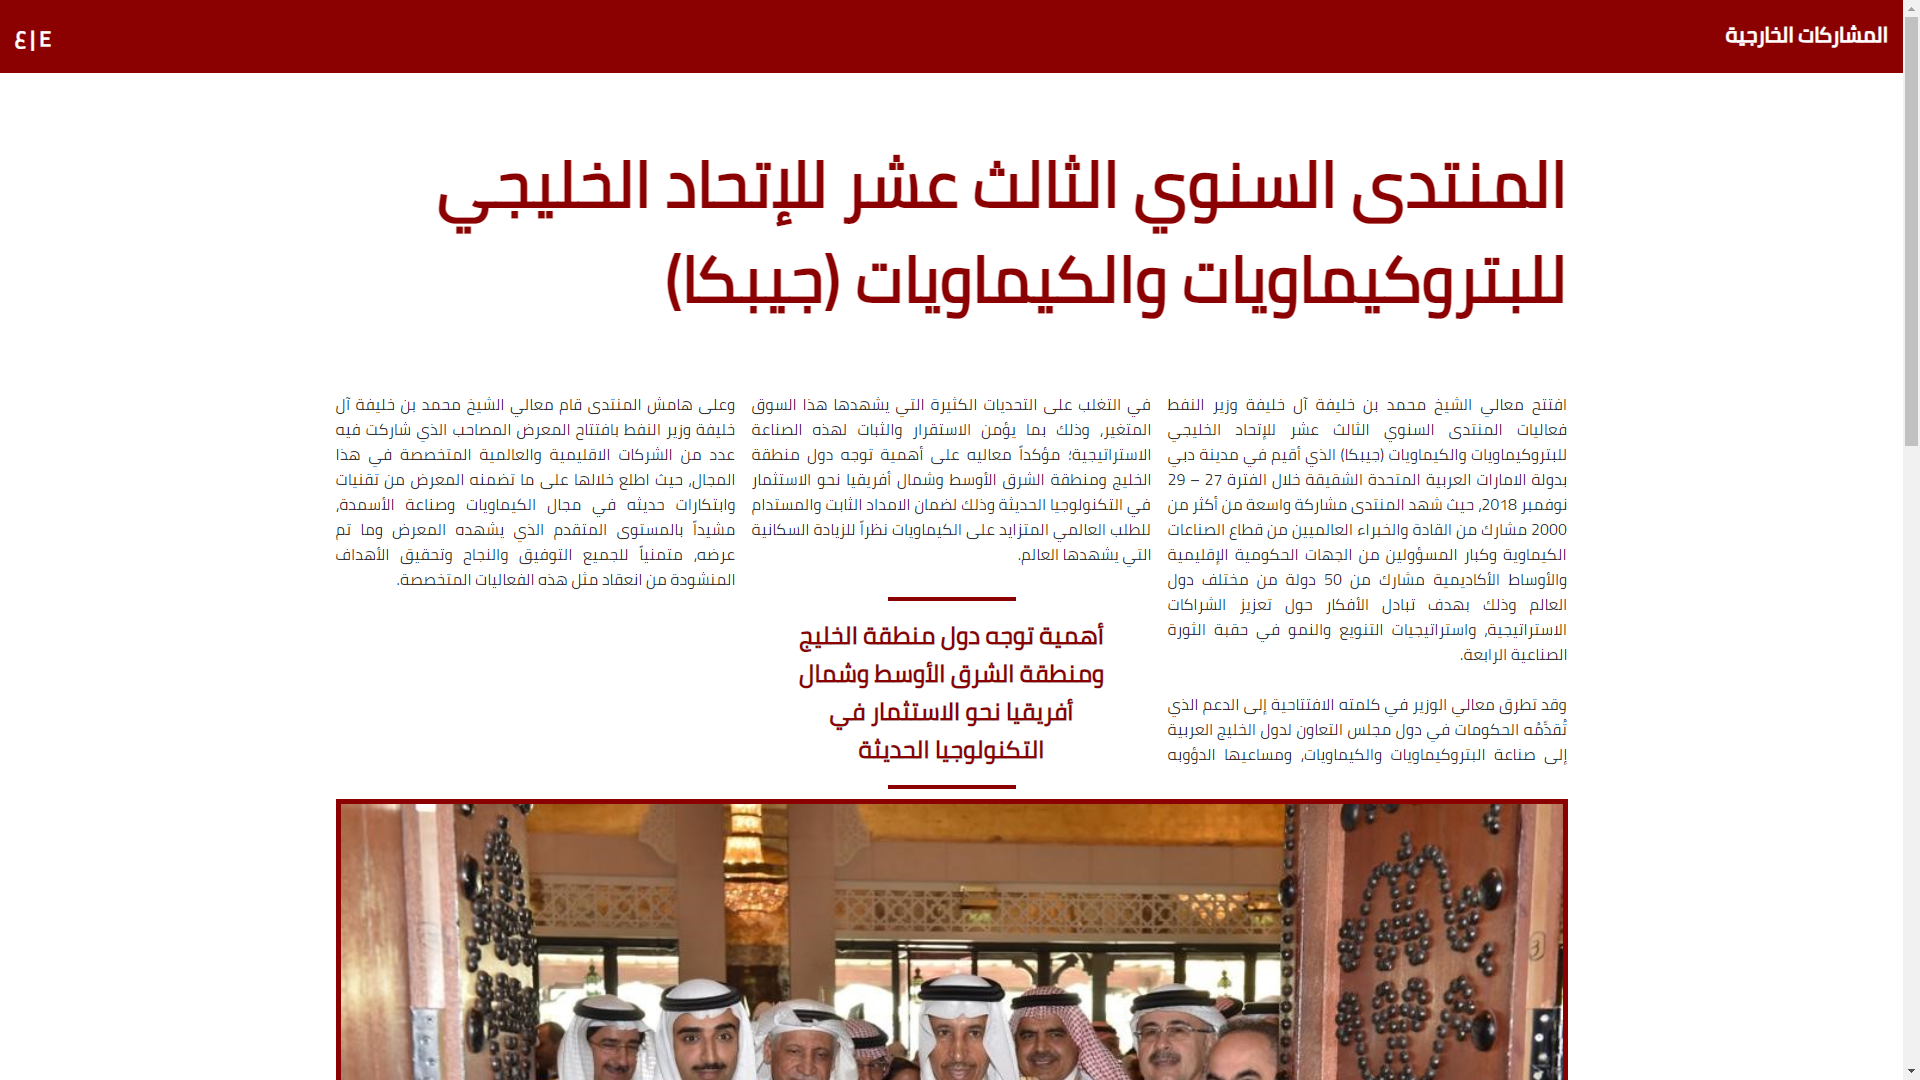 المشاركات الخارجية
E|ع
المنتدى السنوي الثالث عشر للإتحاد الخليجي
للبتروكيماويات والكيماويات (جيبكا)
افتتح معالي الشيخ محمد بن خليفة آل خليفة وزير النفط
فعاليات المنتدى السنوي الثالث عشر للإتحاد الخليجي
للبتروكيماويات والكيماويات (جيبكا) الذي أقيم في مدينة دبي
بدولة الامارات العربية المتحدة الشقيقة خلال الفترة 27 – 29
نوفمبر 2018، حيث شهد المنتدى مشاركة واسعة من أكثر من
2000 مشارك من القادة والخبراء العالميين من قطاع الصناعات
الكيماوية وكبار المسؤولين من الجهات الحكومية الإقليمية
والأوساط الأكاديمية مشارك من 50 دولة من مختلف دول
العالم وذلك بهدف تبادل الأفكار حول تعزيز الشراكات
الاستراتيجية، واستراتيجيات التنويع والنمو في حقبة الثورة
الصناعية الرابعة.
وقد تطرق معالي الوزير في كلمته الافتتاحية إلى الدعم الذي
تُقدِّمُه الحكومات في دول مجلس التعاون لدول الخليج العربية
إلى صناعة البتروكيماويات والكيماويات، ومساعيها الدؤوبه
في التغلب على التحديات الكثيرة التي يشهدها هذا السوق
المتغير، وذلك بما يؤمن الاستقرار والثبات لهذه الصناعة
الاستراتيجية؛ مؤكداً معاليه على أهمية توجه دول منطقة
الخليج ومنطقة الشرق الأوسط وشمال أفريقيا نحو الاستثمار
في التكنولوجيا الحديثة وذلك لضمان الامداد الثابت والمستدام
للطلب العالمي المتزايد على الكيماويات نظراً للزيادة السكانية
التي يشهدها العالم.
أهمية توجه دول منطقة الخليج
ومنطقة الشرق الأوسط وشمال
أفريقيا نحو الاستثمار في
التكنولوجيا الحديثة
وعلى هامش المنتدى قام معالي الشيخ محمد بن خليفة آل
خليفة وزير النفط بافتتاح المعرض المصاحب الذي شاركت فيه
عدد من الشركات الاقليمية والعالمية المتخصصة في هذا
المجال، حيث اطلع خلالها على ما تضمنه المعرض من تقنيات
وابتكارات حديثه في مجال الكيماويات وصناعة الأسمدة،
مشيداً بالمستوى المتقدم الذي يشهده المعرض وما تم
عرضه، متمنياً للجميع التوفيق والنجاح وتحقيق الأهداف
المنشودة من انعقاد مثل هذه الفعاليات المتخصصة.